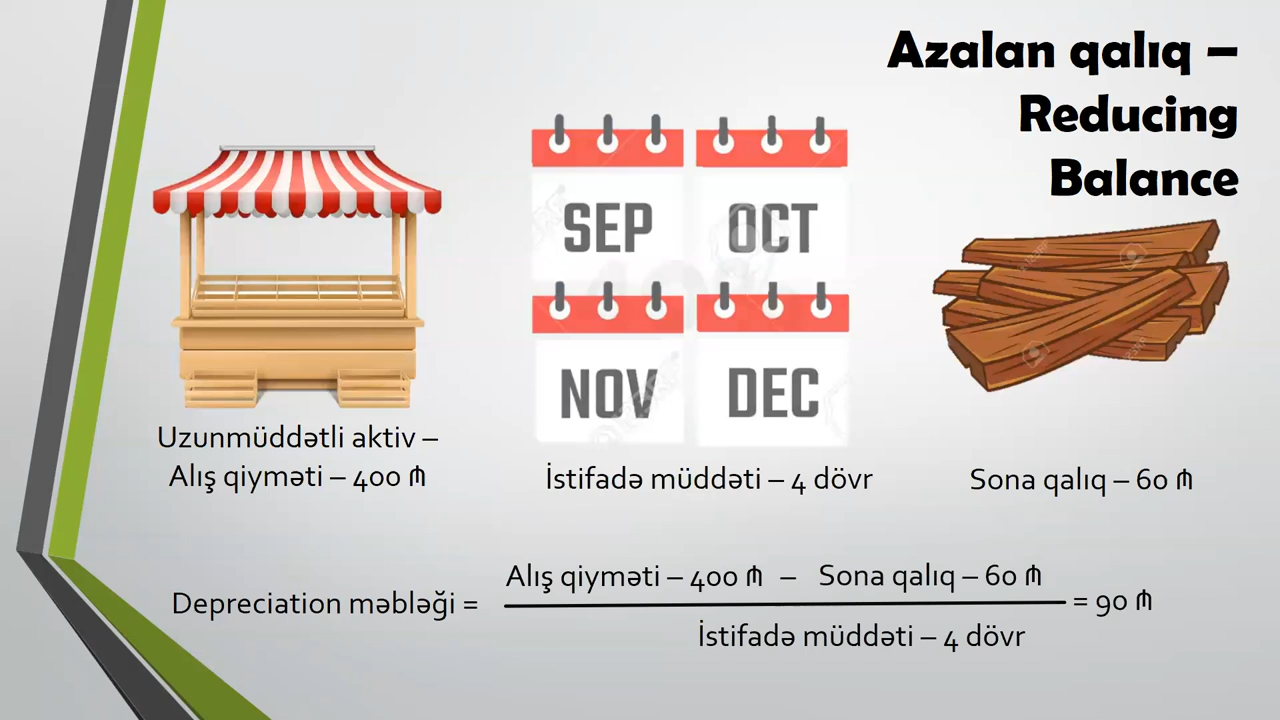 Azalan qalıq –
Reducing
Balance
SEP
OCT
NOV
DEC
Uzunmüddətli aktiv –
Alış qiyməti – 400 ₼
İstifadə müddəti – 4 dövr
Sona qalıq – 60 ₼
Depreciation məbləği =
Alış qiyməti – 400 ₼ – Sona qalıq – 60 ₼
İstifadə müddəti – 4 dövr
= 90 ₼